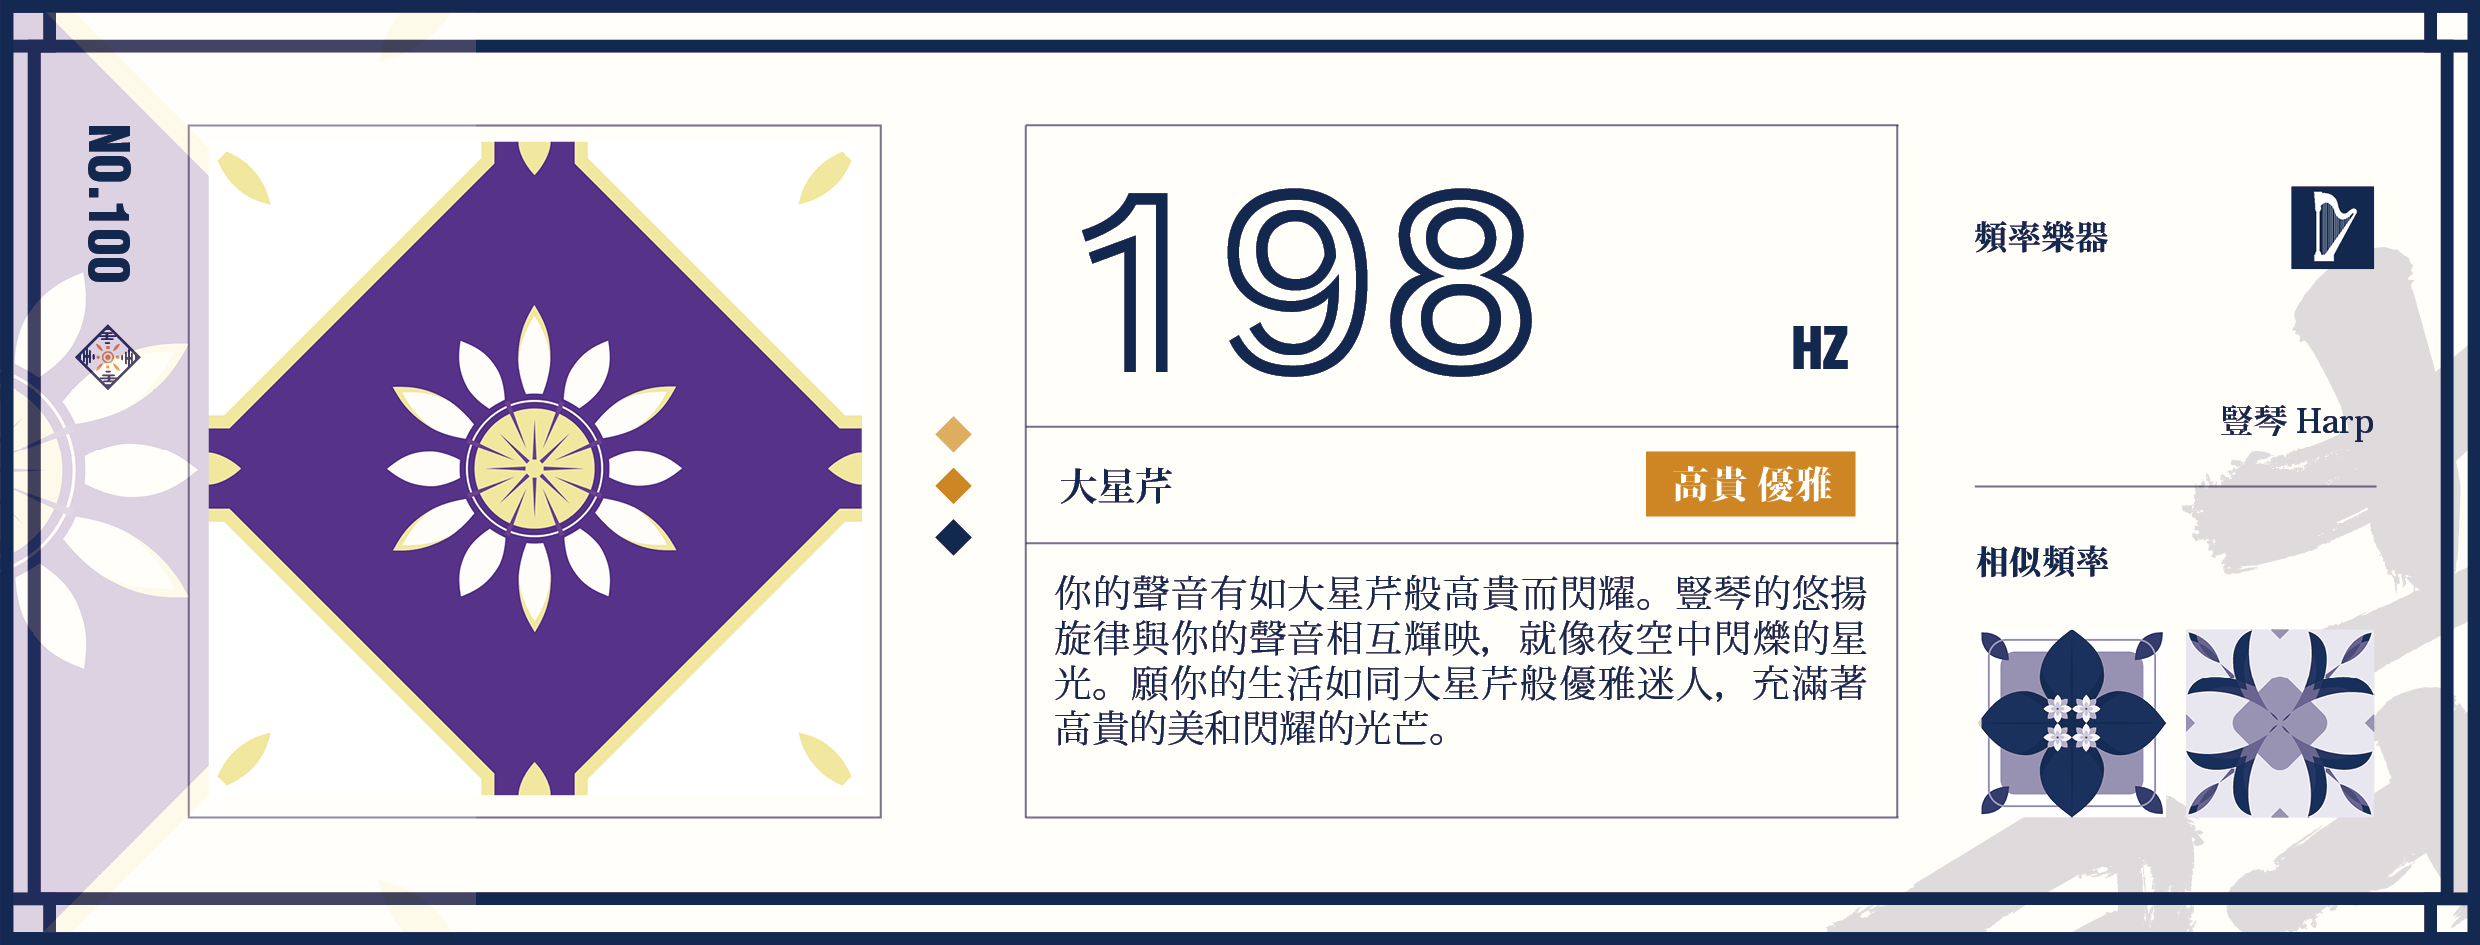 NO.100
198
HZ
大星芹
高貴 優雅
你的聲音有如大星芹般高貴而閃耀。豎琴的悠揚
旋律與你的聲音相互輝映，就像夜空中閃爍的星
光。願你的生活如同大星芹般優雅迷人，充滿著
高貴的美和閃耀的光芒。
頻率樂器
豎琴 Harp
相似頻率